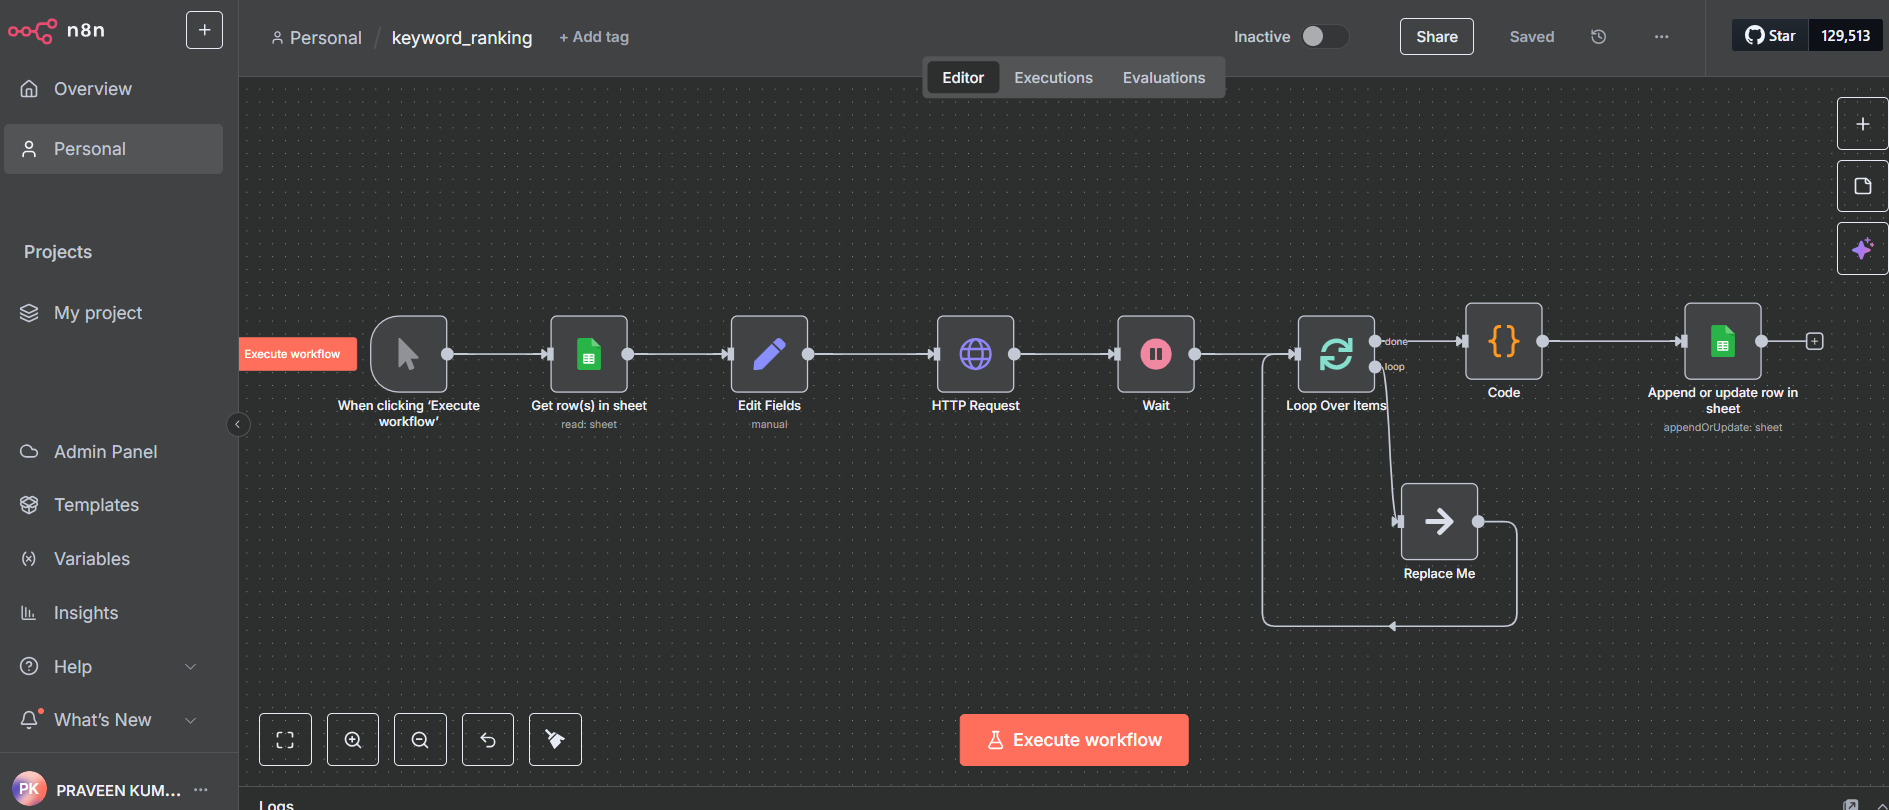 n8n
Personal / keyword_ranking + Add tag
Inactive
Share
Saved
Star 129,513
Editor Executions Evaluations
Overview
Personal
Projects
My project
Admin Panel
Templates
Variables
Insights
Help
What's New
PK PRAVEEN KUM...
Execute workflow
When clicking ‘Execute
workflow’
Get row(s) in sheet
read: sheet
Edit Fields
manual
HTTP Request
Wait
Loop Over Items
done
loop
Replace Me
Code
Append or update row in
sheet
appendOrUpdate: sheet
Execute workflow
Logs